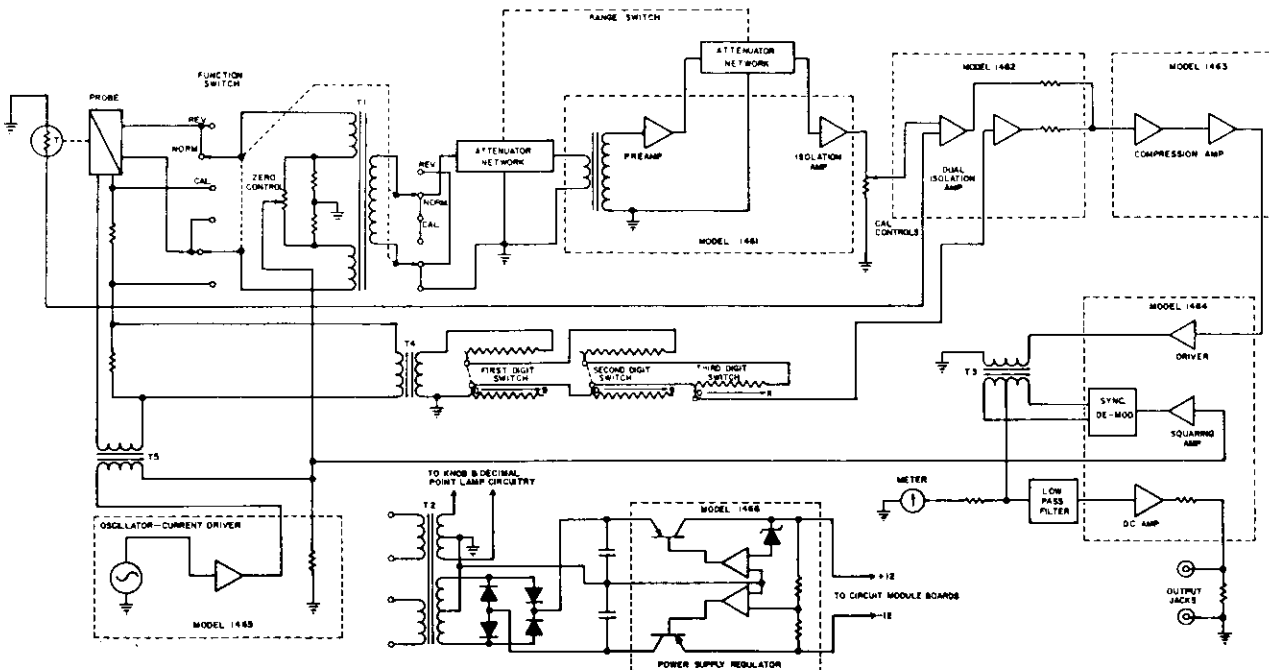 RANGE SWITCH
ATTENUATOR
NETWORK
MODEL 1462
MODEL 1463
FUNCTION
SWITCH
PROBE
T1
REV
NORM
T
CAL
ZERO
CONTROL
REV
NORM
CAL
ATTENUATOR
NETWORK
PREAMP
ISOLATION
AMP
MODEL 1461
CAL
CONTROLS
DUAL
ISOLATION
AMP
COMPRESSION AMP
MODEL 1464
DRIVER
T4
FIRST DIGIT
SWITCH
SECOND DIGIT
SWITCH
THIRD DIGIT
SWITCH
T3
SYNC.
DE-MOD
SQUARING
AMP
T5
TO KNOB & DECIMAL
POINT LAMP CIRCUITRY
METER
LOW
PASS
FILTER
DC AMP
T2
MODEL 1466
OSCILLATOR-CURRENT DRIVER
+12
TO CIRCUIT MODULE BOARDS
-12
OUTPUT
JACKS
MODEL 1465
POWER SUPPLY REGULATOR